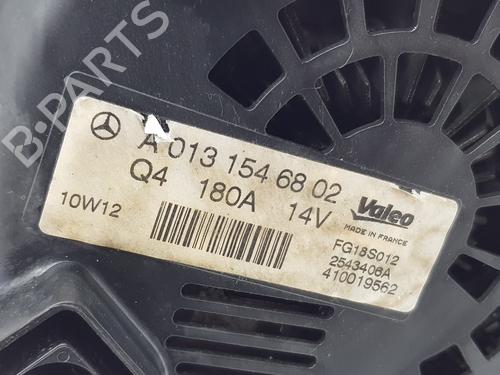 B-PARTS
A 013 154 68 02
Q4 180A 14V
Valeo
MADE IN FRANCE
10W12
FG18S012
2543406A
410019562